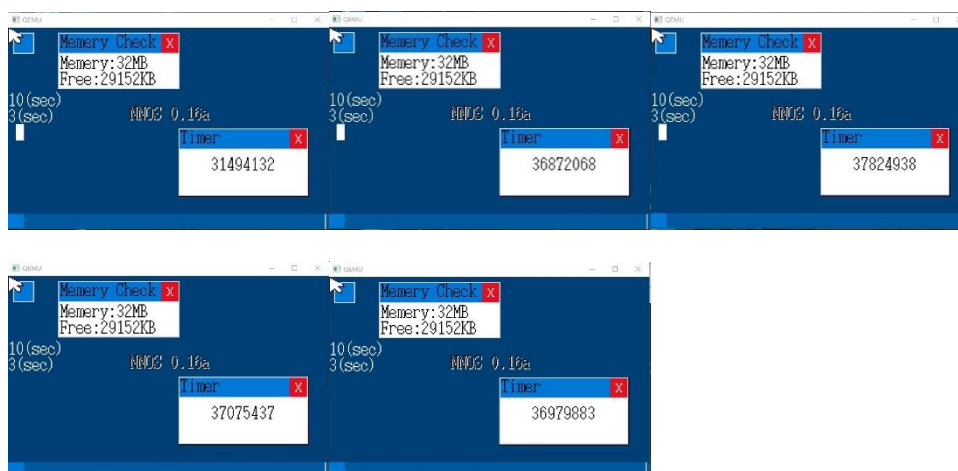 QEMU
Memery Check X
Memery:32MB
Free:29152KB
10(sec)
3(sec)
NNOS 0.16a
Timer X
31494132
QEMU
Memery Check X
Memery:32MB
Free:29152KB
10(sec)
3(sec)
NNOS 0.16a
Timer X
36872068
QEMU
Memery Check X
Memery:32MB
Free:29152KB
10(sec)
3(sec)
NNOS 0.16a
Timer X
37824938
QEMU
Memery Check X
Memery:32MB
Free:29152KB
10(sec)
3(sec)
NNOS 0.16a
Timer X
37075437
QEMU
Memery Check X
Memery:32MB
Free:29152KB
10(sec)
3(sec)
NNOS 0.16a
Timer X
36979883